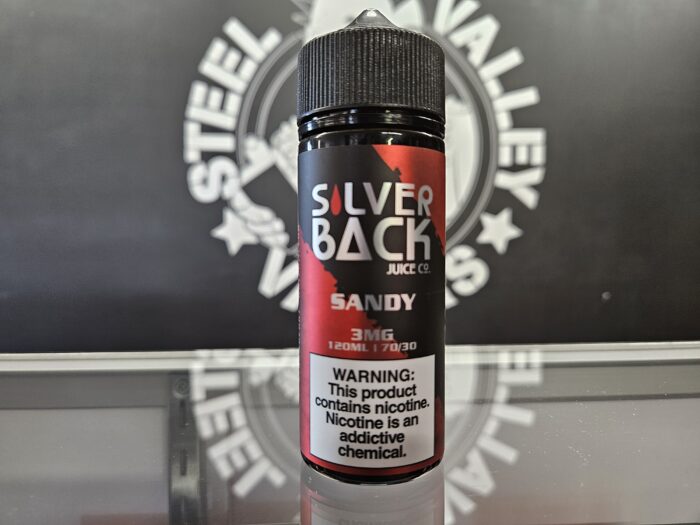 STEEL VALLEY
SILVER
BACK
JUICE CO.
SANDY
3MG
120ML | 70/30
WARNING:
This product
contains nicotine.
Nicotine is an
addictive
chemical.